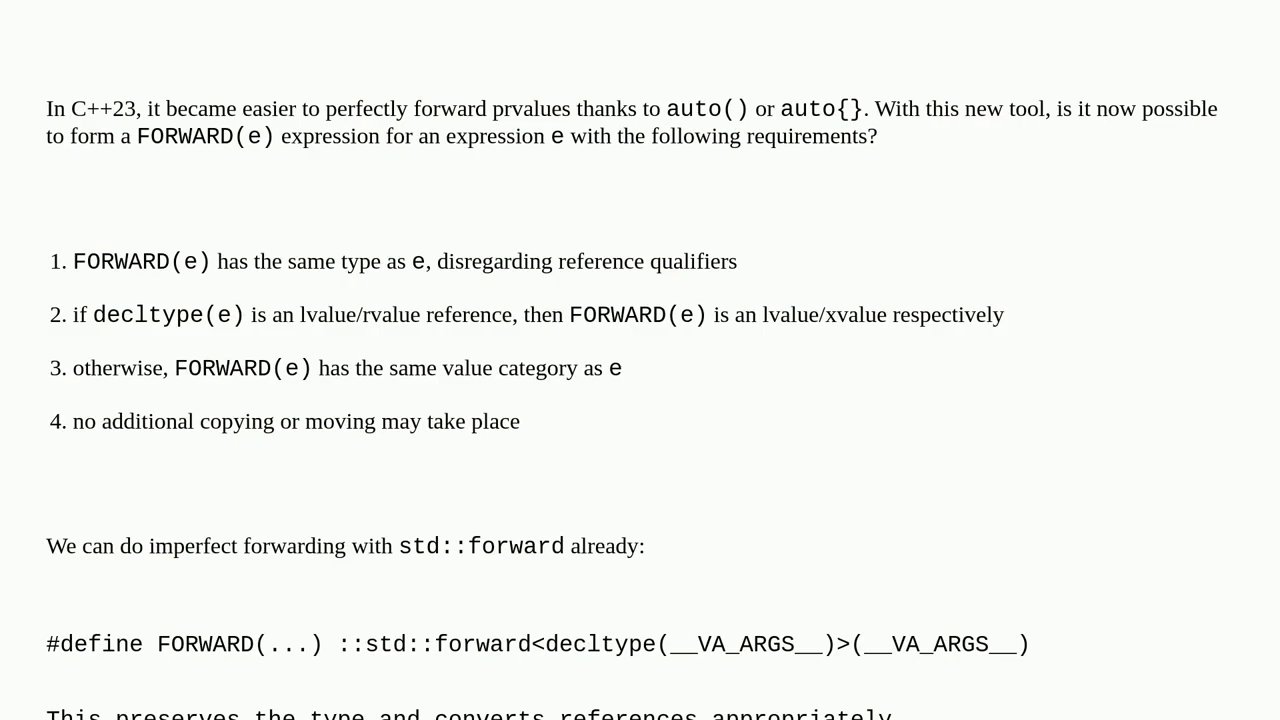 In C++23, it became easier to perfectly forward prvalues thanks to auto() or auto{}. With this new tool, is it now possible
to form a FORWARD(e) expression for an expression e with the following requirements?
1. FORWARD(e) has the same type as e, disregarding reference qualifiers
2. if decltype(e) is an lvalue/rvalue reference, then FORWARD(e) is an lvalue/xvalue respectively
3. otherwise, FORWARD(e) has the same value category as e
4. no additional copying or moving may take place
We can do imperfect forwarding with std::forward already:
#define FORWARD(...) ::std::forward<decltype(__VA_ARGS__)>(__VA_ARGS__)
This preserves the type and converts references appropriately